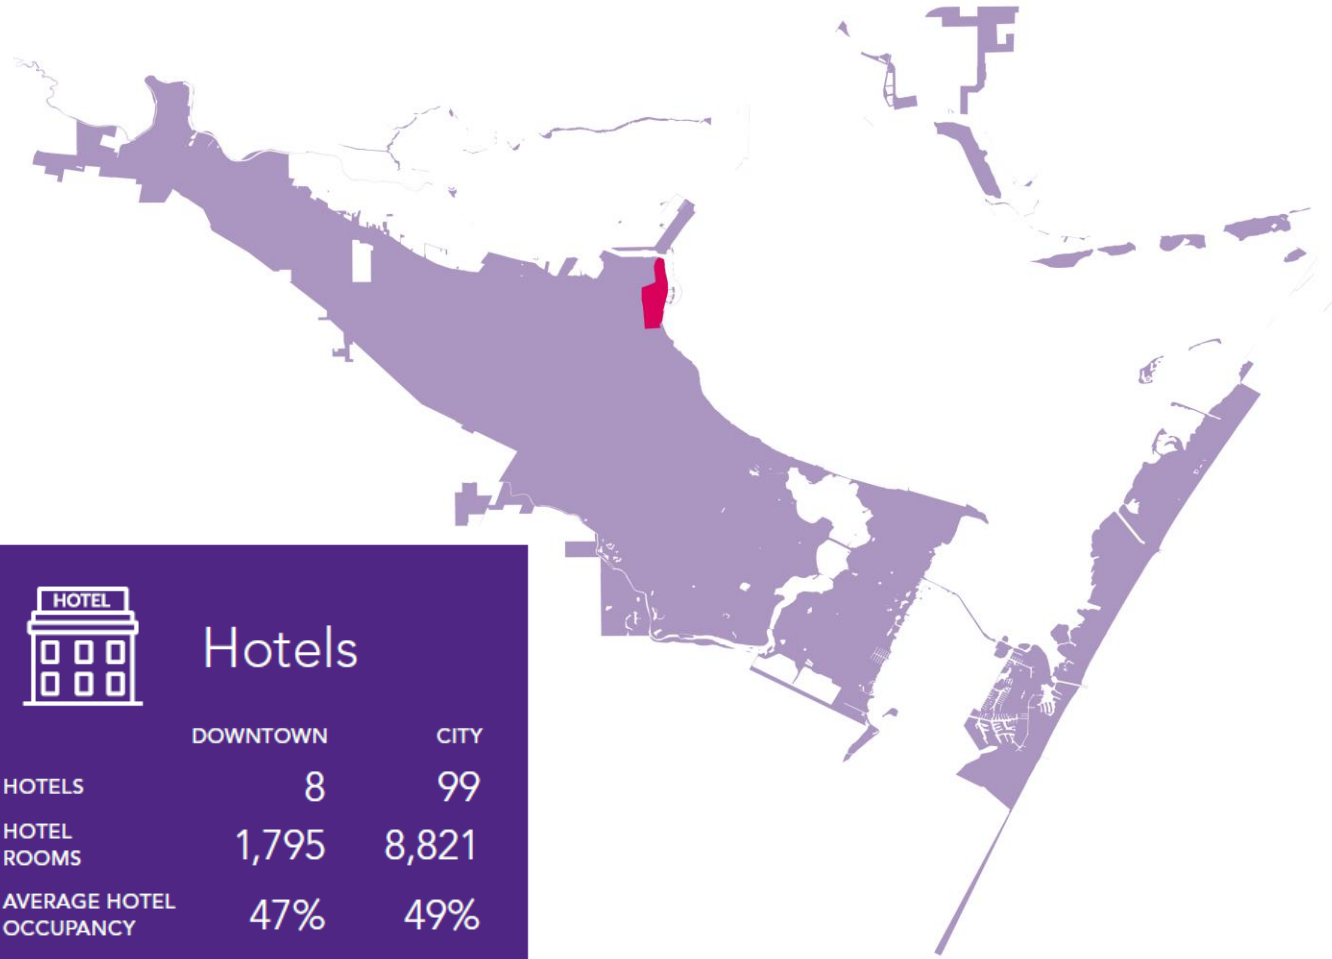 HOTEL
Hotels
DOWNTOWN CITY
HOTELS 8 99
HOTEL
ROOMS 1,795 8,821
AVERAGE HOTEL
OCCUPANCY 47% 49%